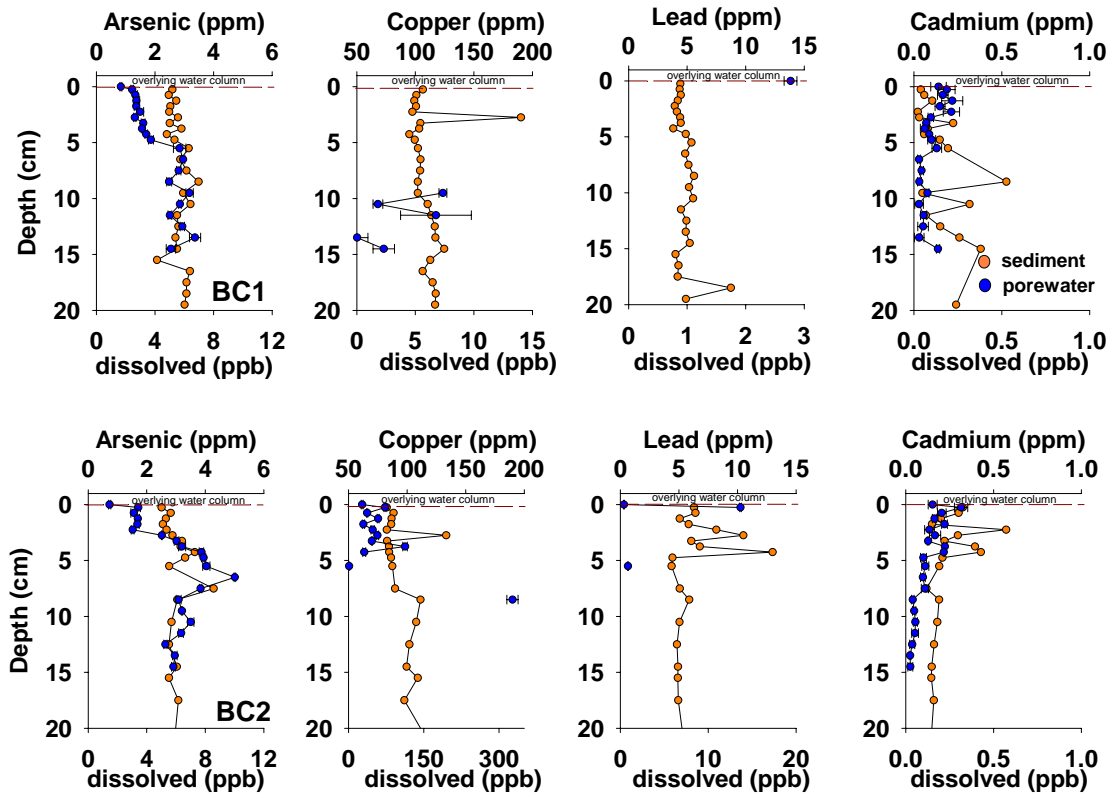 Arsenic (ppm)
0 2 4 6
overlying water column
0
5
10
15
20
Depth (cm)
BC1
0 4 8 12
dissolved (ppb)
Copper (ppm)
50 100 150 200
overlying water column
0
5
10
15
20
0 5 10 15
dissolved (ppb)
Lead (ppm)
0 5 10 15
overlying water column
0
5
10
15
20
0 1 2 3
dissolved (ppb)
Cadmium (ppm)
0.0 0.5 1.0
overlying water column
0
5
10
15
20
sediment
porewater
0.0 0.5 1.0
dissolved (ppb)
Arsenic (ppm)
0 2 4 6
overlying water column
0
5
10
15
20
Depth (cm)
BC2
0 4 8 12
dissolved (ppb)
Copper (ppm)
50 100 150 200
overlying water column
0
5
10
15
20
0 150 300
dissolved (ppb)
Lead (ppm)
0 5 10 15
overlying water column
0
5
10
15
20
0 10 20
dissolved (ppb)
Cadmium (ppm)
0.0 0.5 1.0
overlying water column
0
5
10
15
20
0.0 0.5 1.0
dissolved (ppb)